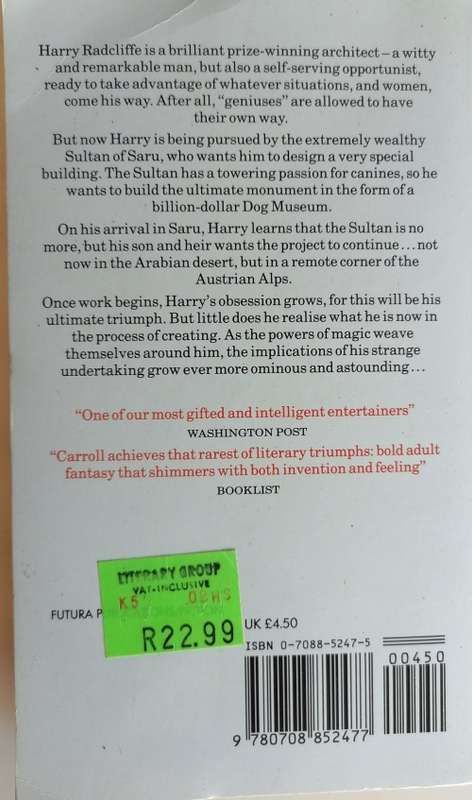 Harry Radcliffe is a brilliant prize-winning architect – a witty
and remarkable man, but also a self-serving opportunist,
ready to take advantage of whatever situations, and women,
come his way. After all, “geniuses” are allowed to have
their own way.
But now Harry is being pursued by the extremely wealthy
Sultan of Saru, who wants him to design a very special
building. The Sultan has a towering passion for canines, so he
wants to build the ultimate monument in the form of a
billion-dollar Dog Museum.
On his arrival in Saru, Harry learns that the Sultan is no
more, but his son and heir wants the project to continue...not
now in the Arabian desert, but in a remote corner of the
Austrian Alps.
Once work begins, Harry’s obsession grows, for this will be his
ultimate triumph. But little does he realise what he is now in
the process of creating. As the powers of magic weave
themselves around him, the implications of his strange
undertaking grow ever more ominous and astounding...
“One of our most gifted and intelligent entertainers”
WASHINGTON POST
“Carroll achieves that rarest of literary triumphs: bold adult
fantasy that shimmers with both invention and feeling”
BOOKLIST
LITERARY GROUP
VAT-INCLUSIVE
K5
R22.99
FUTURA
UK £4.50
ISBN 0-7088-5247-5
00450
9 780708 852477